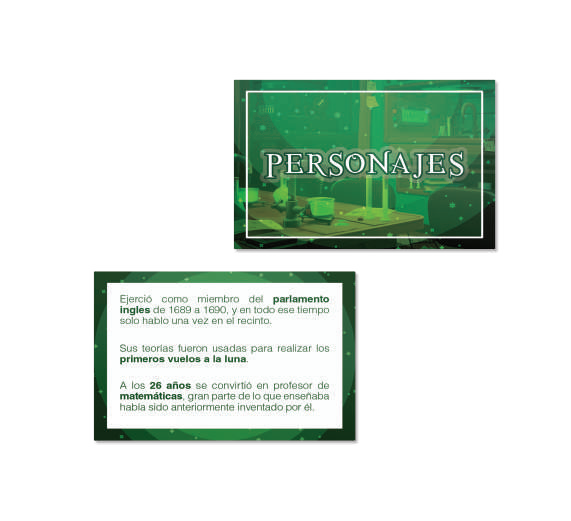 PERSONAJES
Ejerció como miembro del parlamento
ingles de 1689 a 1690, y en todo ese tiempo
solo hablo una vez en el recinto.
Sus teorías fueron usadas para realizar los
primeros vuelos a la luna.
A los 26 años se convirtió en profesor de
matemáticas, gran parte de lo que enseñaba
había sido anteriormente inventado por él.